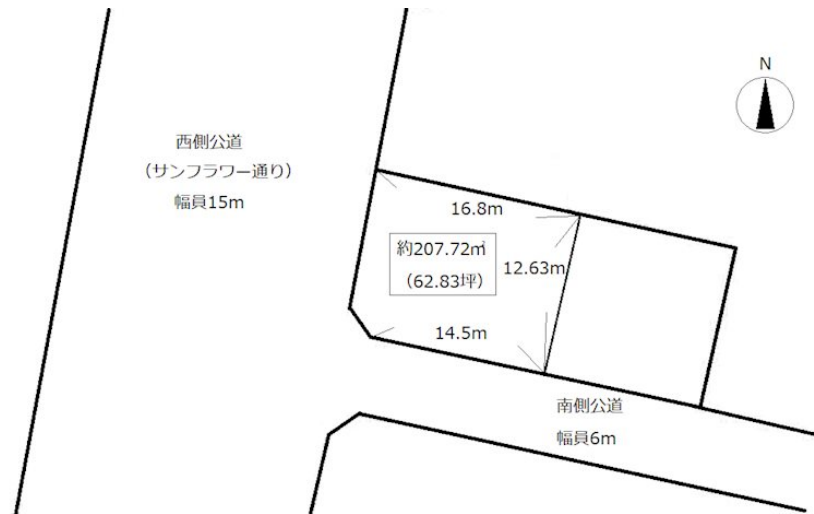 N
西側公道
（サンフラワー通り）
幅員15m
16.8m
約207.72㎡
（62.83坪）
12.63m
14.5m
南側公道
幅員6m